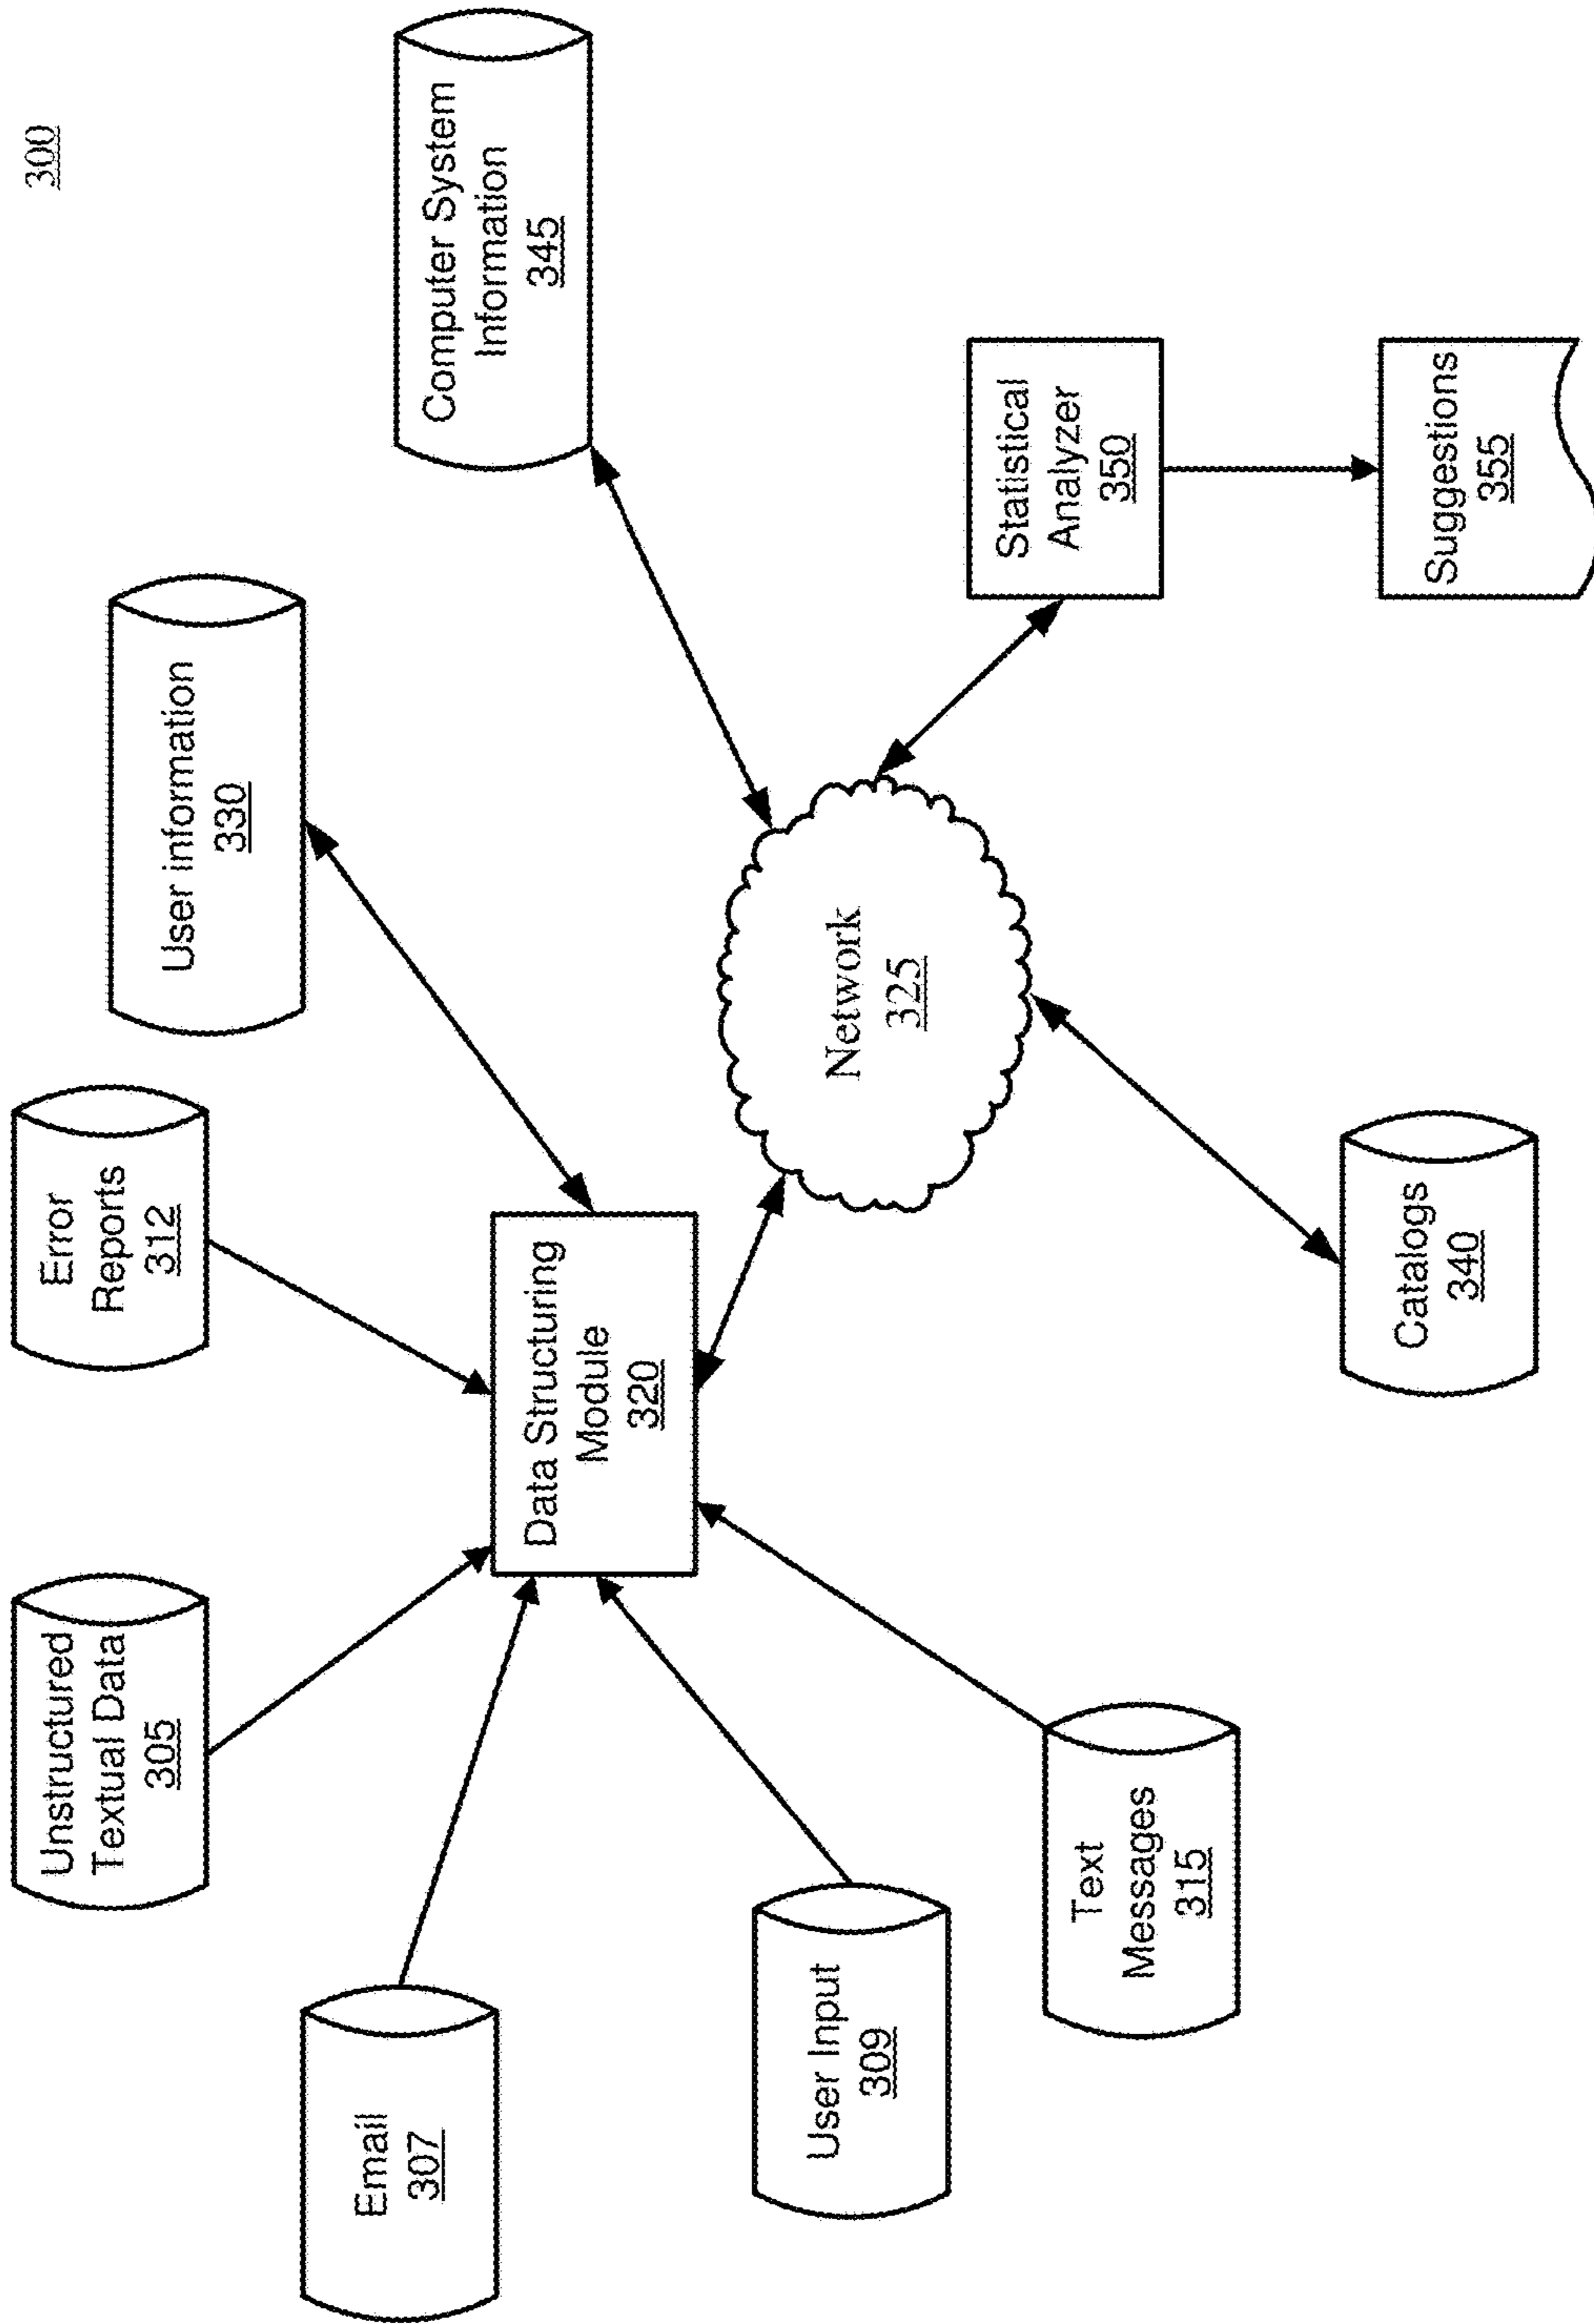 300
Unstructured
Textual Data
305
Error
Reports
312
User information
330
Email
307
Computer System
Information
345
Data Structuring
Module
320
User Input
309
Network
325
Statistical
Analyzer
350
Text
Messages
315
Catalogs
340
Suggestions
355